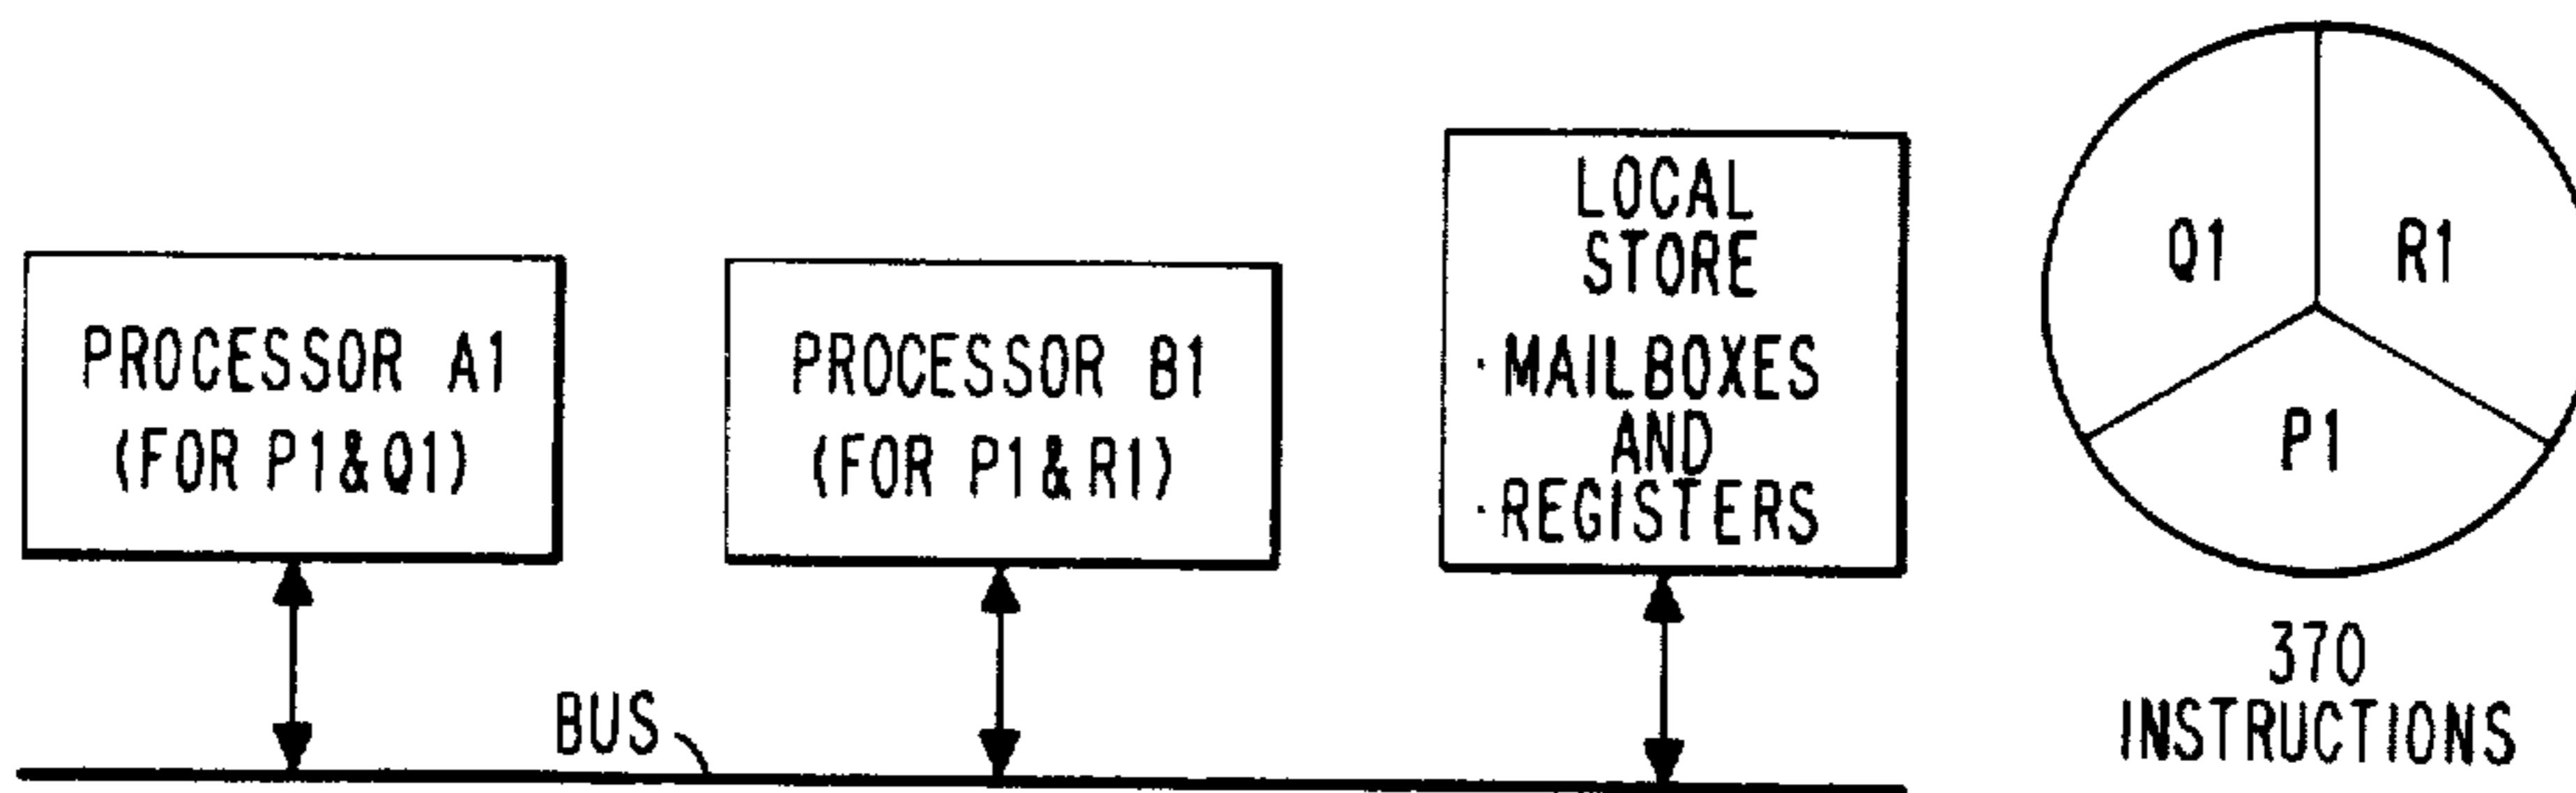 PROCESSOR A1
(FOR P1&Q1)
PROCESSOR B1
(FOR P1&R1)
LOCAL
STORE
·MAILBOXES
AND
·REGISTERS
Q1
R1
P1
370
INSTRUCTIONS
BUS